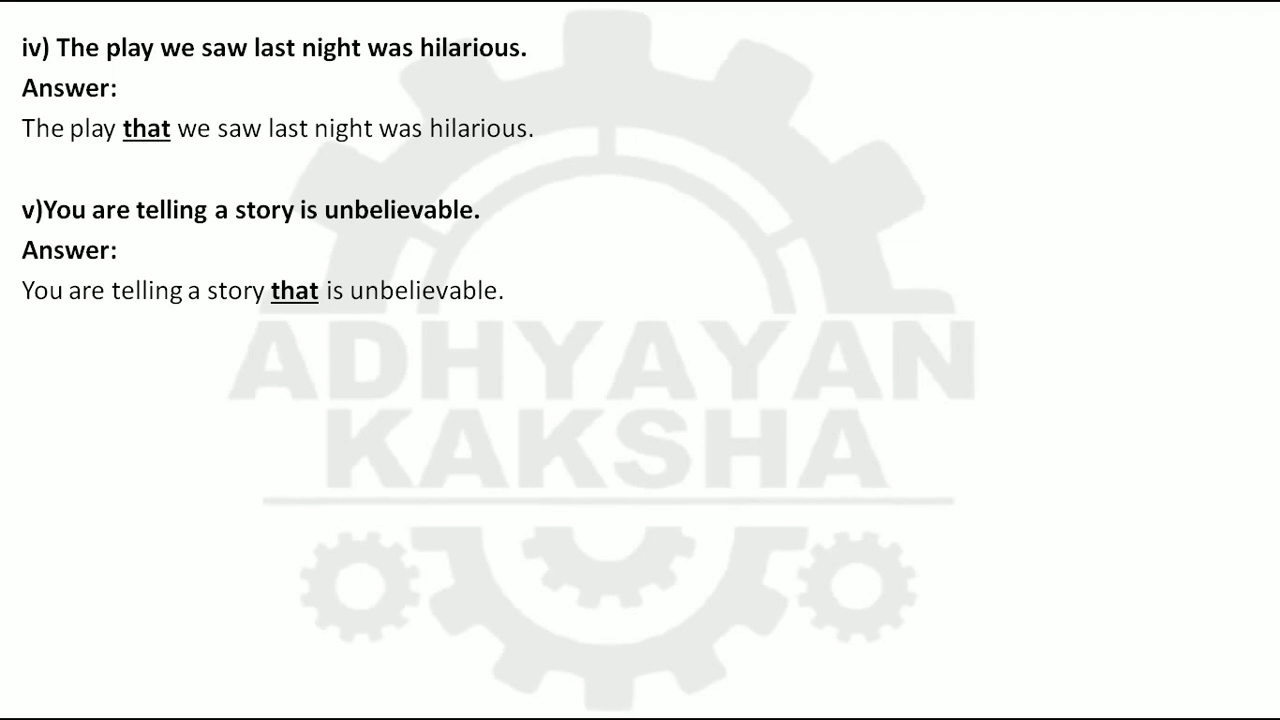 iv) The play we saw last night was hilarious.
Answer:
The play that we saw last night was hilarious.
v)You are telling a story is unbelievable.
Answer:
You are telling a story that is unbelievable.
ADHYAYAN
KAKSHA